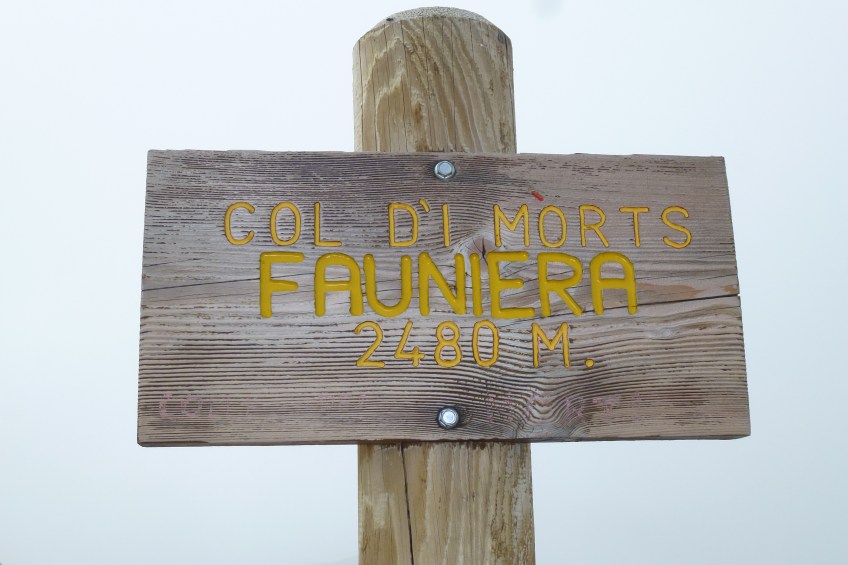 COL D'I MORTS
FAUNIERA
2480 M.